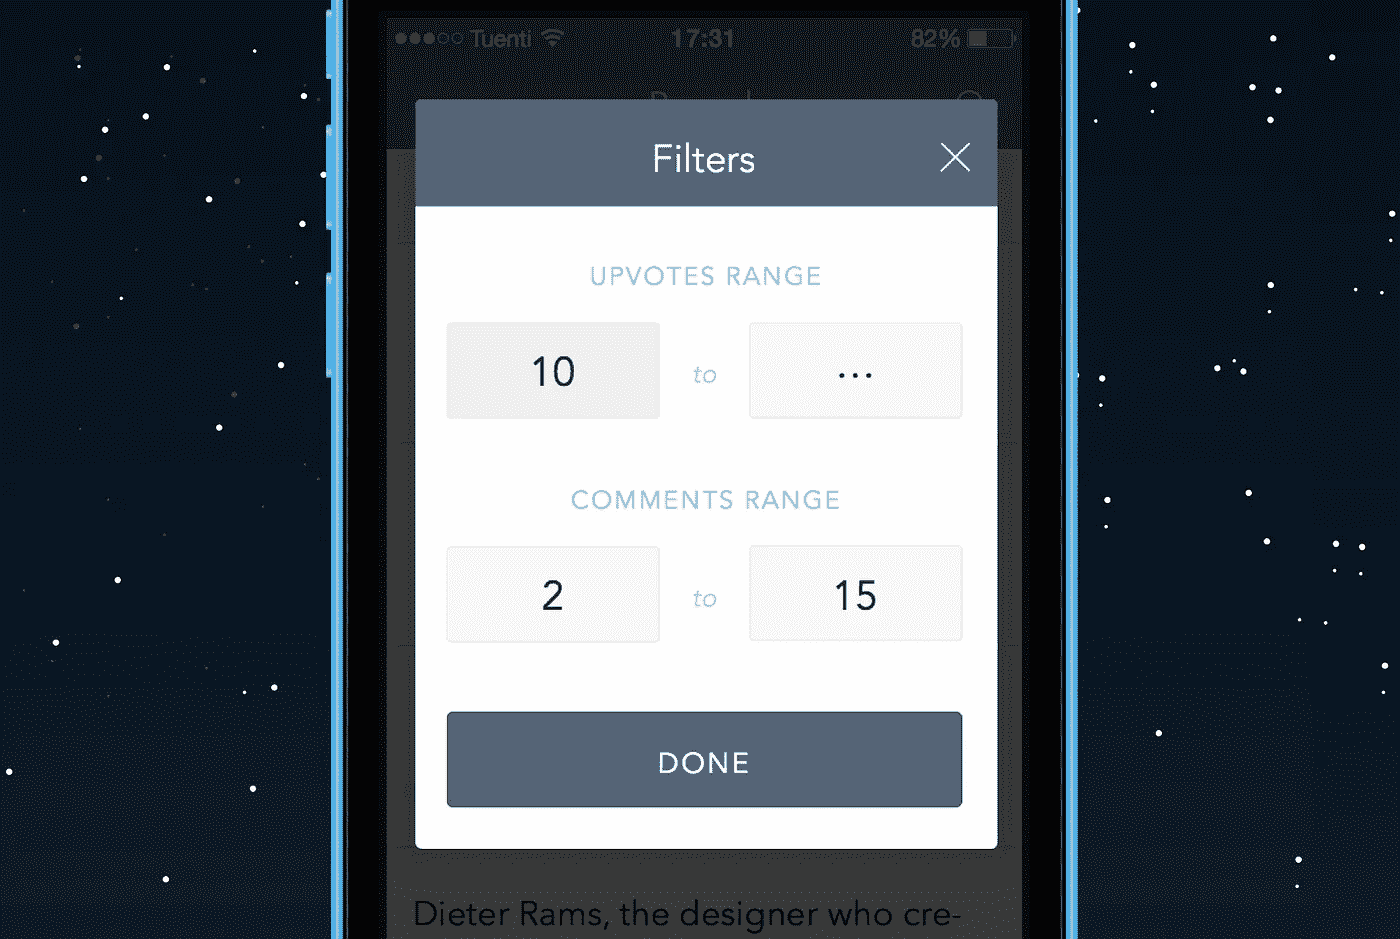 Tuenti 17:31 82%
Filters
UPVOTES RANGE
10 to ...
COMMENTS RANGE
2 to 15
DONE
Dieter Rams, the designer who cre-